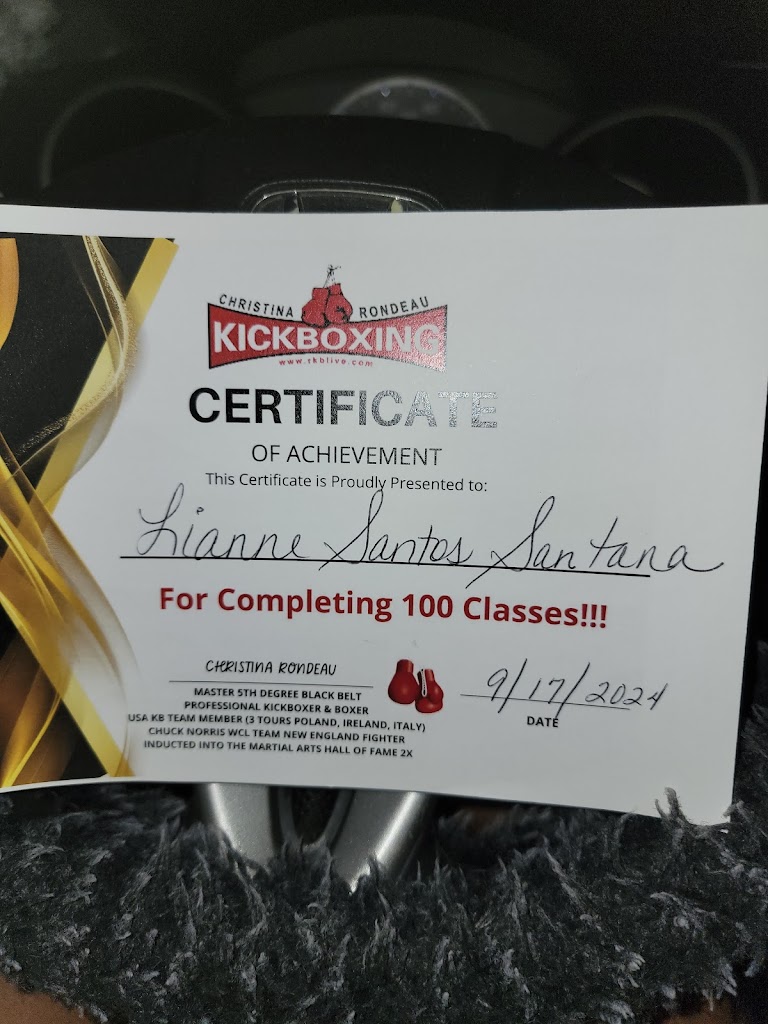 CHRISTINA RONDEAU
KICKBOXING
www.rkblive.com
CERTIFICATE
OF ACHIEVEMENT
This Certificate is Proudly Presented to:
Lianne Santos Santana
For Completing 100 Classes!!!
CHRISTINA RONDEAU
MASTER 5TH DEGREE BLACK BELT
PROFESSIONAL KICKBOXER & BOXER
USA KB TEAM MEMBER (3 TOURS POLAND, IRELAND, ITALY)
CHUCK NORRIS WCL TEAM NEW ENGLAND FIGHTER
INDUCTED INTO THE MARTIAL ARTS HALL OF FAME 2X
9/17/2024
DATE